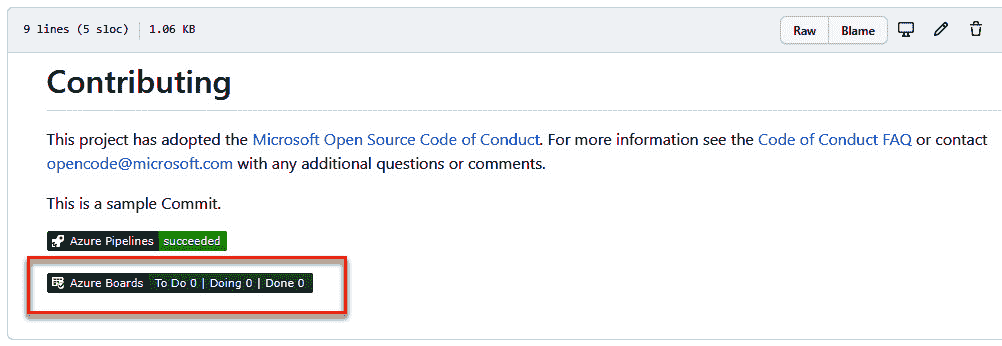 9 lines (5 sloc) 1.06 KB Raw Blame
Contributing
This project has adopted the Microsoft Open Source Code of Conduct. For more information see the Code of Conduct FAQ or contact
opencode@microsoft.com with any additional questions or comments.
This is a sample Commit.
Azure Pipelines succeeded
Azure Boards To Do 0 | Doing 0 | Done 0